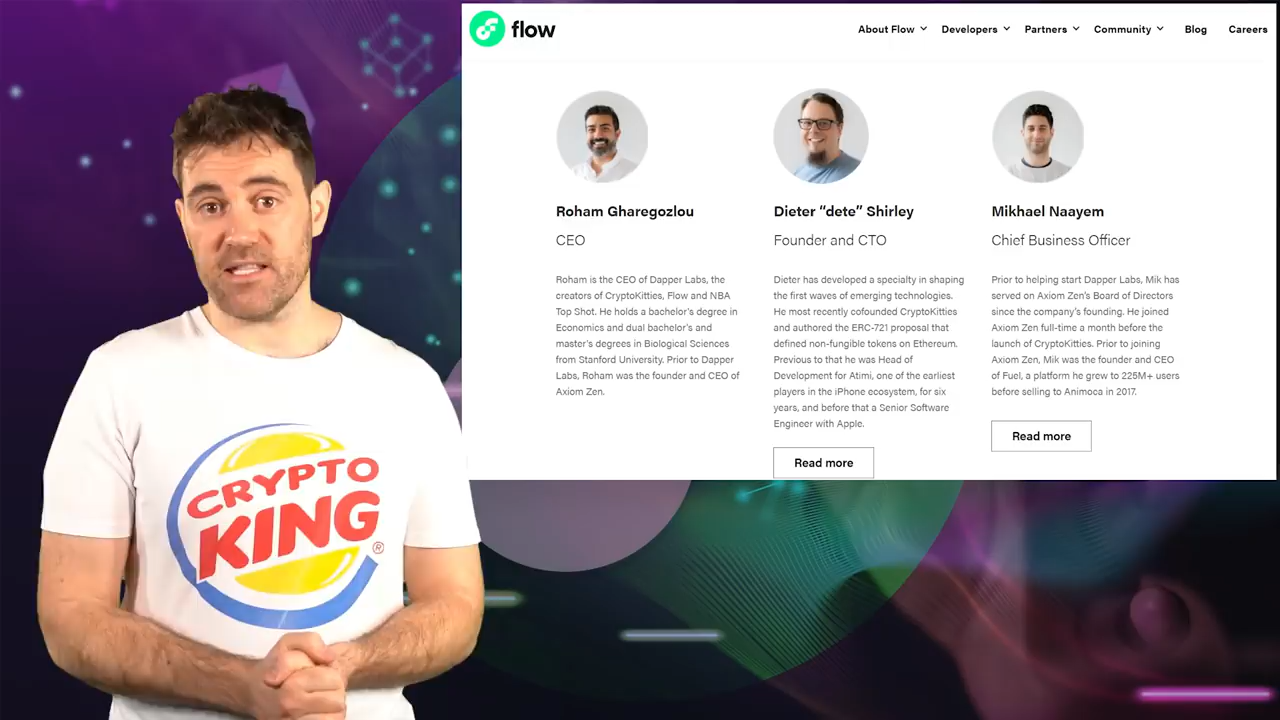 flow
About Flow
Developers
Partners
Community
Blog
Careers
Roham Gharegozlou
CEO
Roham is the CEO of Dapper Labs, the
creators of CryptoKitties, Flow and NBA
Top Shot. He holds a bachelor's degree in
Economics and dual bachelor's and
master's degrees in Biological Sciences
from Stanford University. Prior to Dapper
Labs, Roham was the founder and CEO of
Axiom Zen.
Dieter “dete” Shirley
Founder and CTO
Dieter has developed a specialty in shaping
the first waves of emerging technologies.
He most recently cofounded CryptoKitties
and authored the ERC-721 proposal that
defined non-fungible tokens on Ethereum.
Previous to that he was Head of
Development for Atimi, one of the earliest
players in the iPhone ecosystem, for six
years, and before that a Senior Software
Engineer with Apple.
Read more
Mikhael Naayem
Chief Business Officer
Prior to helping start Dapper Labs, Mik has
served on Axiom Zen's Board of Directors
since the company's founding. He joined
Axiom Zen full-time a month before the
launch of CryptoKitties. Prior to joining
Axiom Zen, Mik was the founder and CEO
of Fuel, a platform he grew to 225M+ users
before selling to Animoca in 2017.
Read more
CRYPTO
KING
®